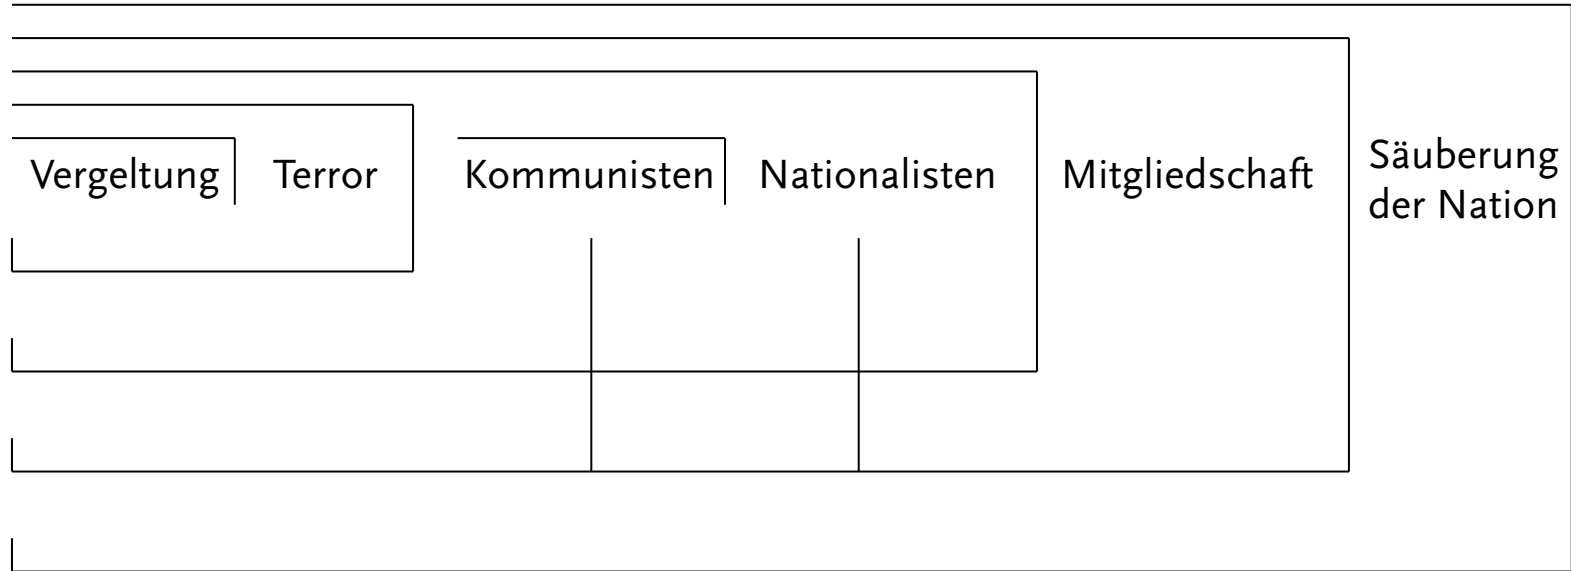 Vergeltung
Terror
Kommunisten
Nationalisten
Mitgliedschaft
Säuberung
der Nation